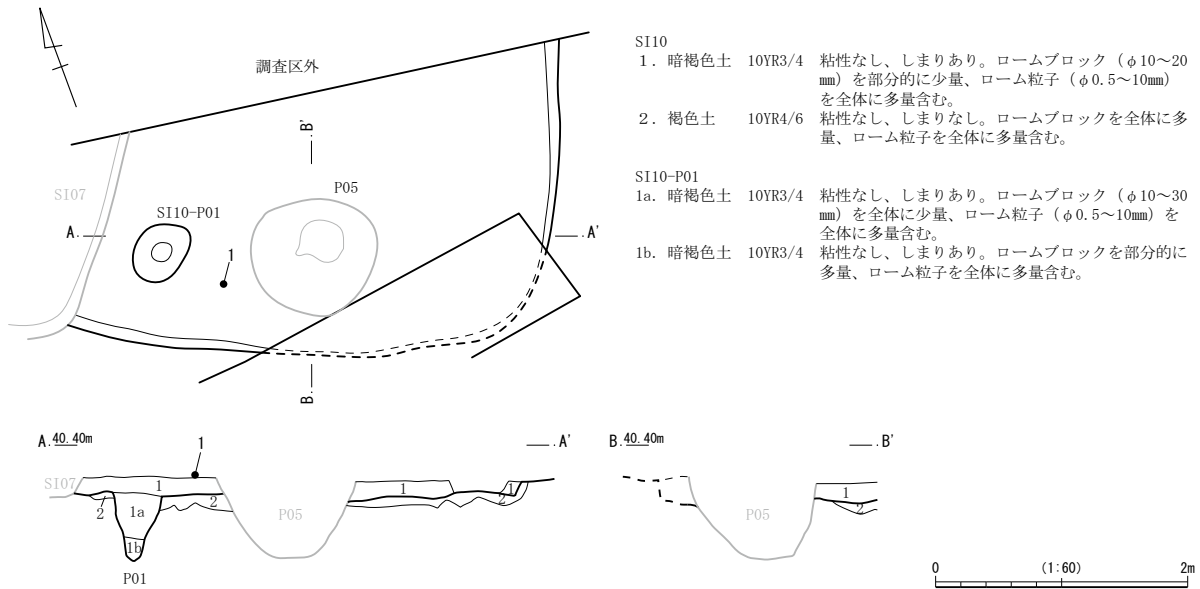 調査区外
B.
B'
SI07
SI10-P01
P05
A.
1
.A'
SI10
1. 暗褐色土 10YR3/4 粘性なし、しまりあり。ロームブロック（φ10～20
㎜）を部分的に少量、ローム粒子（φ0.5～10㎜）
を全体に多量含む。
2. 褐色土 10YR4/6 粘性なし、しまりなし。ロームブロックを全体に多
量、ローム粒子を全体に多量含む。
SI10-P01
1a. 暗褐色土 10YR3/4 粘性なし、しまりあり。ロームブロック（φ10～30
㎜）を全体に少量、ローム粒子（φ0.5～10㎜）を
全体に多量含む。
1b. 暗褐色土 10YR3/4 粘性なし、しまりあり。ロームブロックを部分的に
多量、ローム粒子を全体に多量含む。
A. 40.40m
1
.A'
SI07
1
2
1a
2
1b
P01
P05
1
1
2
B. 40.40m
.B'
P05
1
2
0 (1:60) 2m